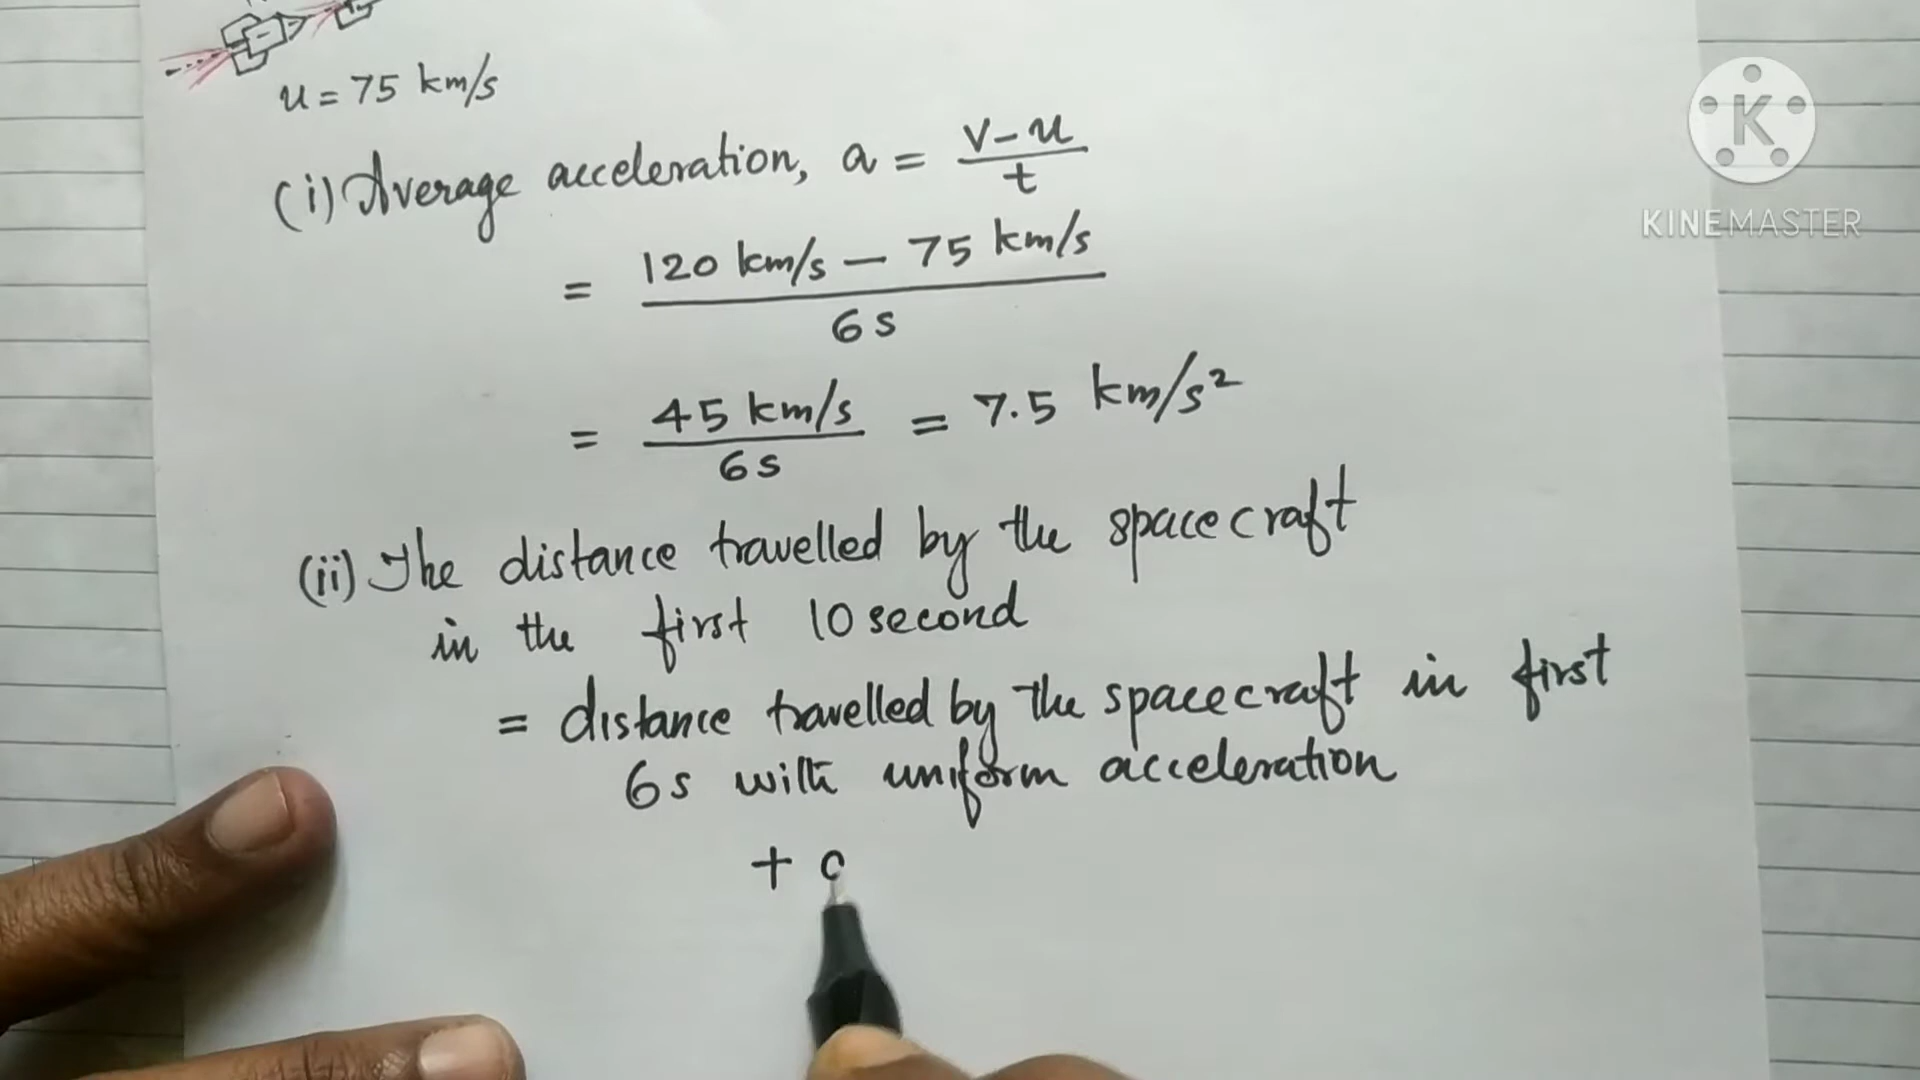 u = 75 km/s
(i) Average acceleration, a = v-u / t
= 120 km/s - 75 km/s / 6s
= 45 km/s / 6s = 7.5 km/s²
(ii) The distance travelled by the spacecraft
in the first 10 second
= distance travelled by the spacecraft in first
6s with uniform acceleration
+
K
KINEMASTER